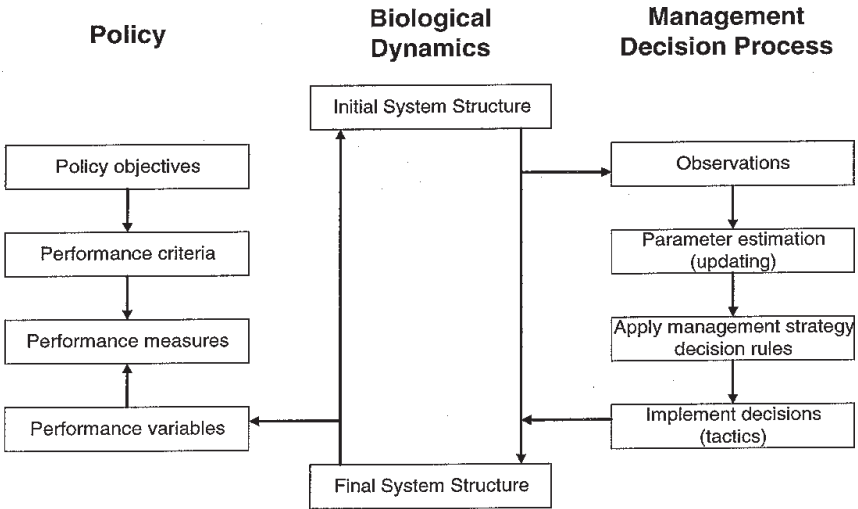 Policy
Biological
Dynamics
Management
Decision Process
Initial System Structure
Policy objectives
Observations
Performance criteria
Parameter estimation
(updating)
Performance measures
Apply management strategy
decision rules
Performance variables
Implement decisions
(tactics)
Final System Structure